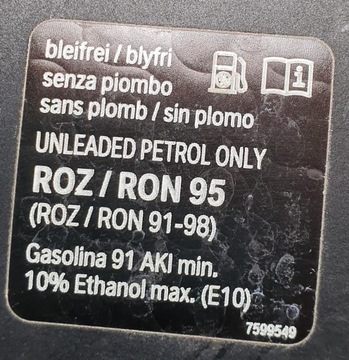 bleifrei / blyfri
senza piombo
sans plomb / sin plomo
UNLEADED PETROL ONLY
ROZ / RON 95
(ROZ / RON 91-98)
Gasolina 91 AKI min.
10% Ethanol max. (E10)
7599549